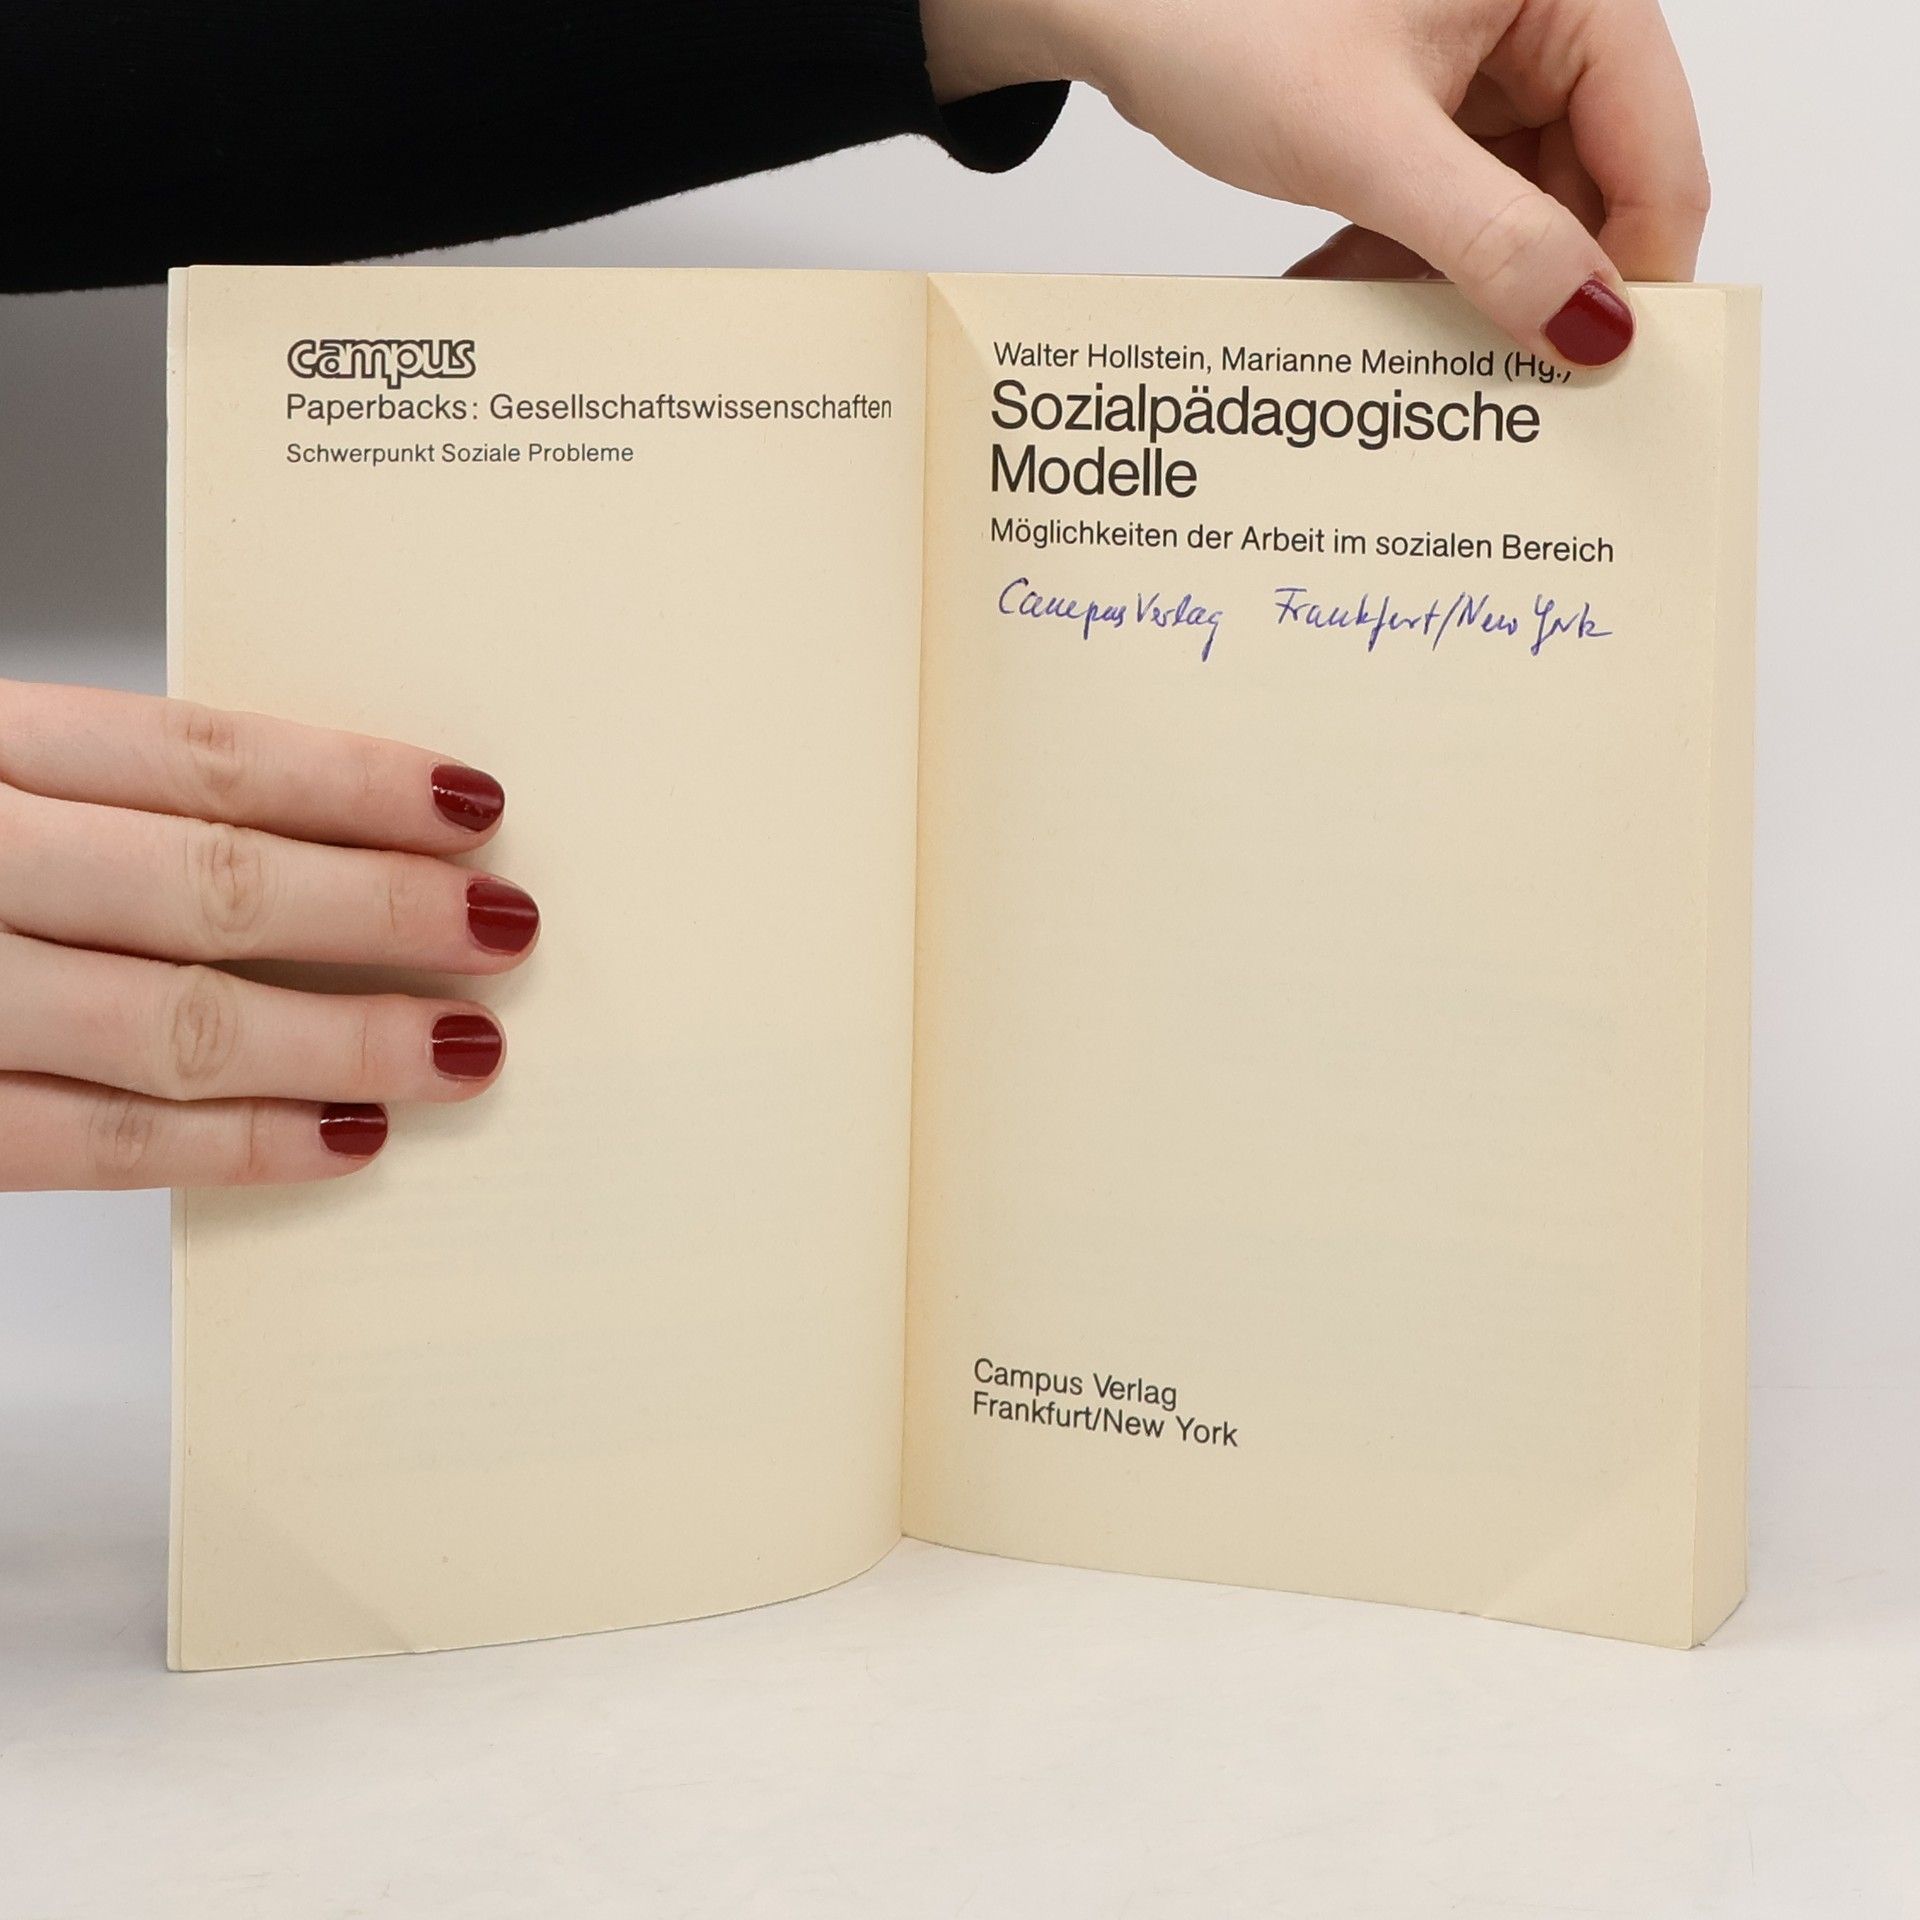 campus
Paperbacks: Gesellschaftswissenschaften
Schwerpunkt Soziale Probleme
Walter Hollstein, Marianne Meinhold (Hg.)
Sozialpädagogische
Modelle
Möglichkeiten der Arbeit im sozialen Bereich
Campus Verlag Frankfurt/New York
Campus Verlag
Frankfurt/New York